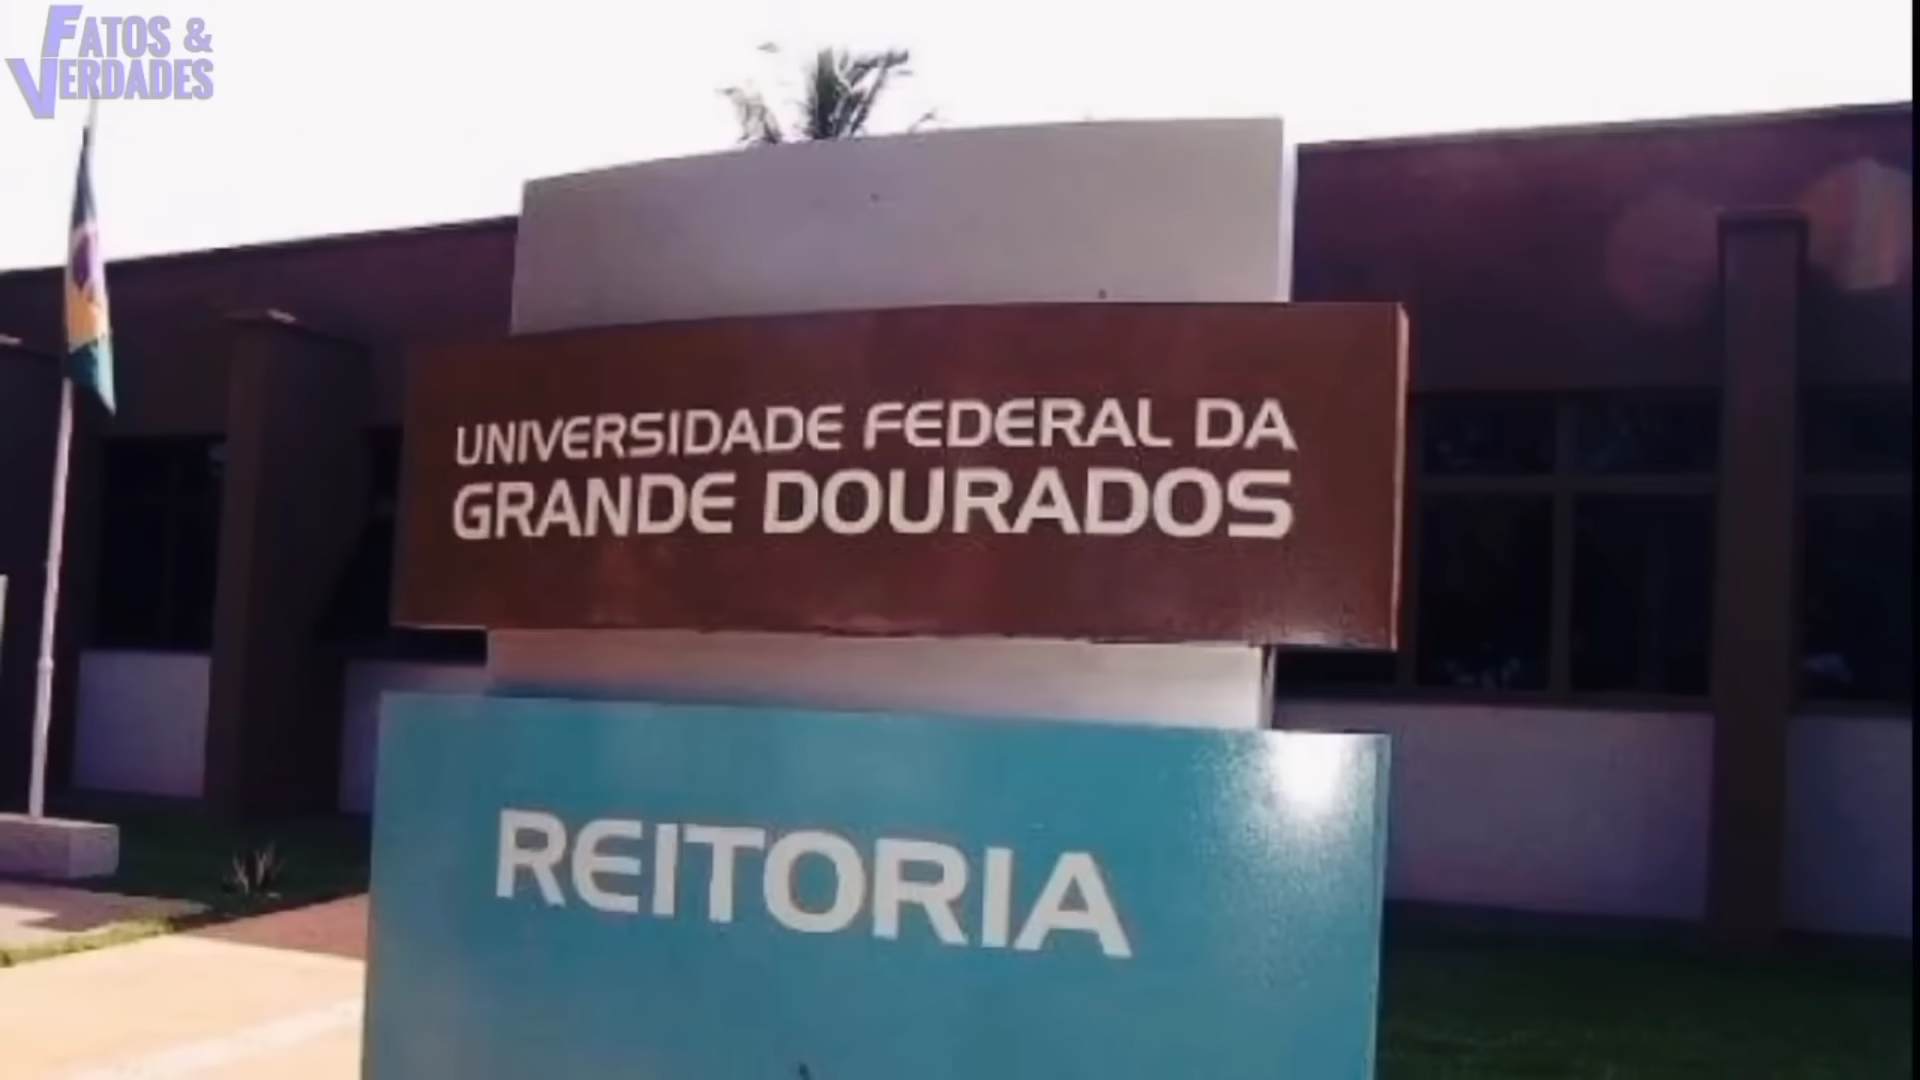 FATOS &
VERDADES
UNIVERSIDADE FEDERAL DA
GRANDE DOURADOS
REITORIA